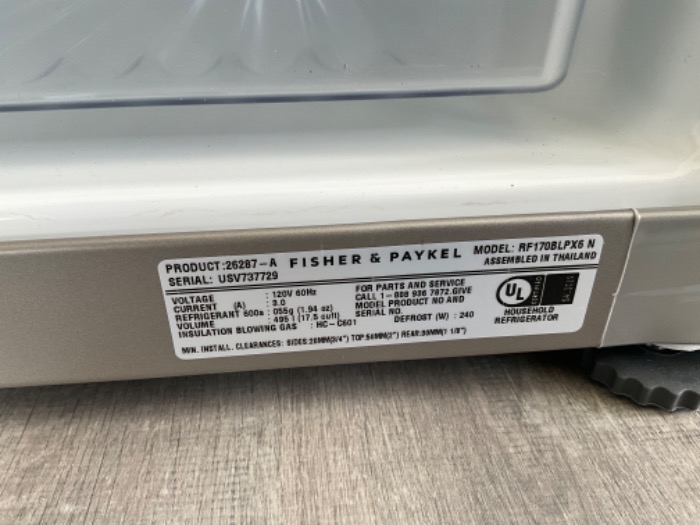 PRODUCT:26287-A FISHER & PAYKEL MODEL: RF170BLPX6 N
SERIAL: USV737729 ASSEMBLED IN THAILAND
VOLTAGE : 120V 60Hz
CURRENT (A) : 3.0
REFRIGERANT 600a : 055g (1.94 oz)
VOLUME : 495 l (17.5 cuft)
INSULATION BLOWING GAS : HC-C601
FOR PARTS AND SERVICE
CALL 1-888 936 7872.GIVE
MODEL PRODUCT NO AND
SERIAL NO.
DEFROST (W) : 240
UL
CERTIFIED
HOUSEHOLD
REFRIGERATOR
MIN. INSTALL. CLEARANCES: SIDES:20MM(3/4") TOP:50MM(2") REAR:30MM(1 1/8")